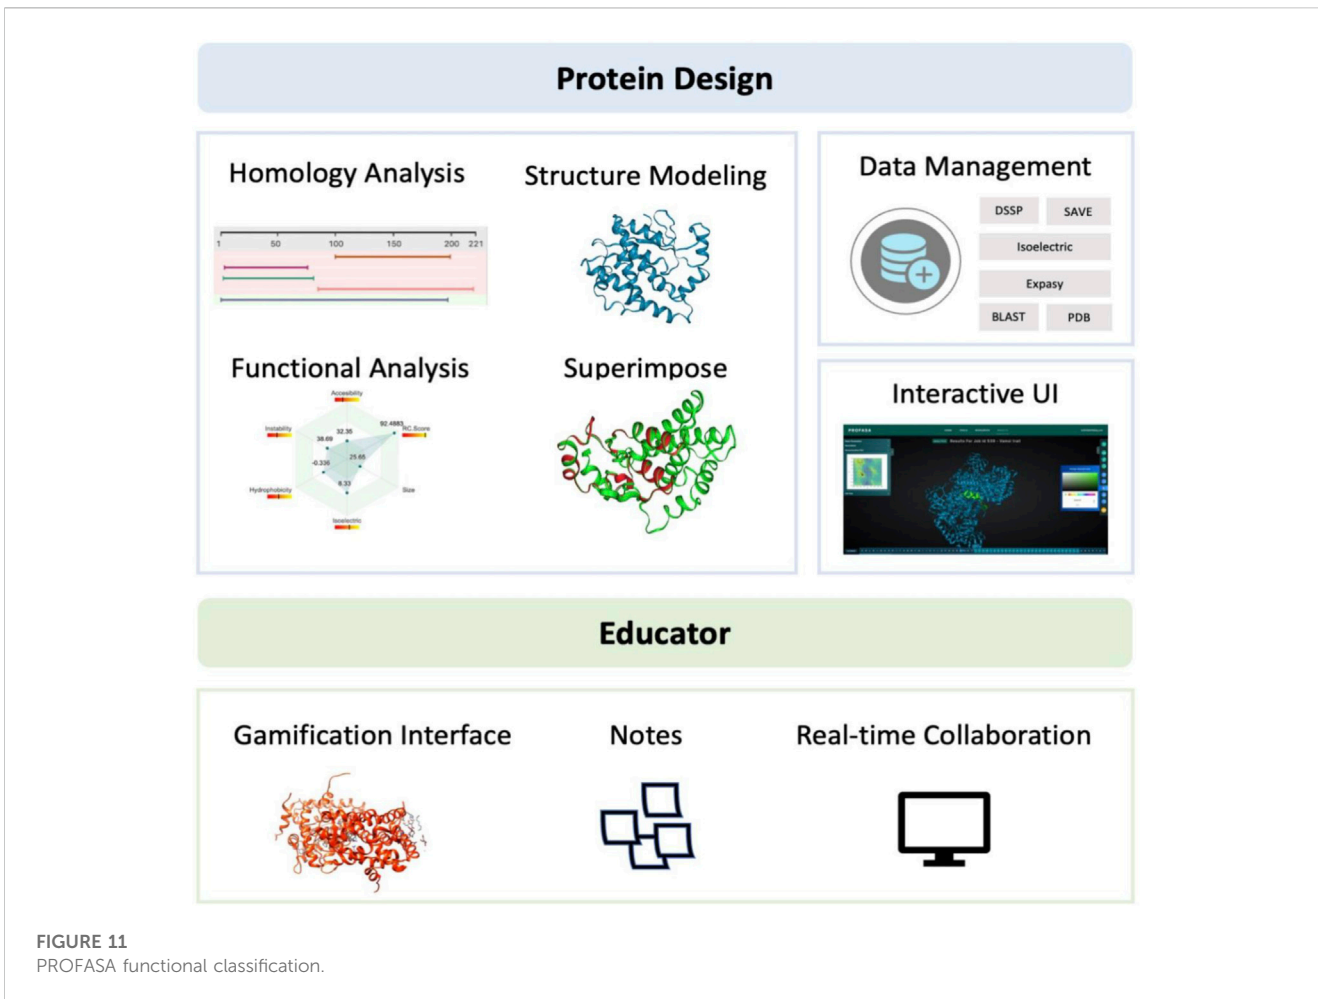 Protein Design
Homology Analysis
1 50 100 150 200 221
Structure Modeling
Functional Analysis
Accessibility
Instability
RC.Score
92.4883
32.35
38.69
-0.336
25.65
6.33
Hydrophobicity
Size
Isoelectric
Superimpose
Data Management
DSSP SAVE
Isoelectric
Expasy
BLAST PDB
Interactive UI
PROFASA
Educator
Gamification Interface
Notes
Real-time Collaboration
FIGURE 11
PROFASA functional classification.